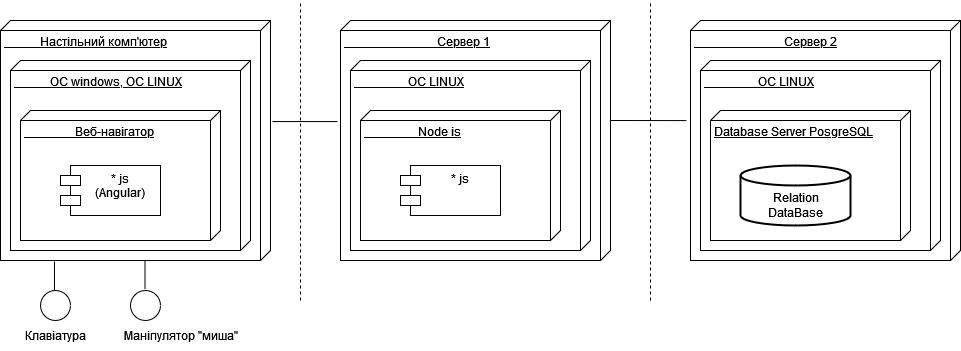 Настільний комп'ютер
ОС windows, ОС LINUX
Веб-навігатор
* js
(Angular)
Клавіатура
Маніпулятор "миша"
Сервер 1
ОС LINUX
Node is
* js
Сервер 2
ОС LINUX
Database Server PosgreSQL
Relation
DataBase